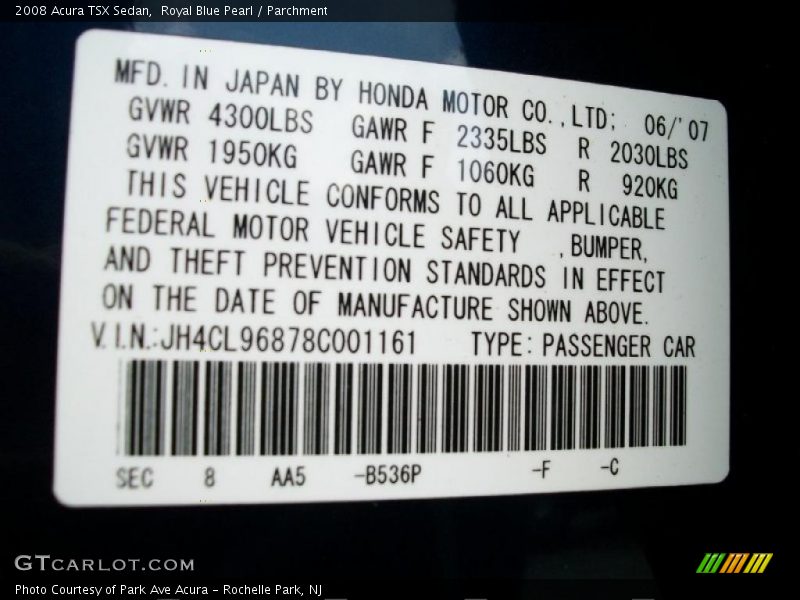 2008 Acura TSX Sedan, Royal Blue Pearl / Parchment
MFD. IN JAPAN BY HONDA MOTOR CO., LTD; 06/'07
GVWR 4300LBS GAWR F 2335LBS R 2030LBS
GVWR 1950KG GAWR F 1060KG R 920KG
THIS VEHICLE CONFORMS TO ALL APPLICABLE
FEDERAL MOTOR VEHICLE SAFETY , BUMPER,
AND THEFT PREVENTION STANDARDS IN EFFECT
ON THE DATE OF MANUFACTURE SHOWN ABOVE.
V.I.N.:JH4CL96878C001161 TYPE: PASSENGER CAR
SEC 8 AA5 -B536P -F -C
GTCARLOT.COM
Photo Courtesy of Park Ave Acura - Rochelle Park, NJ